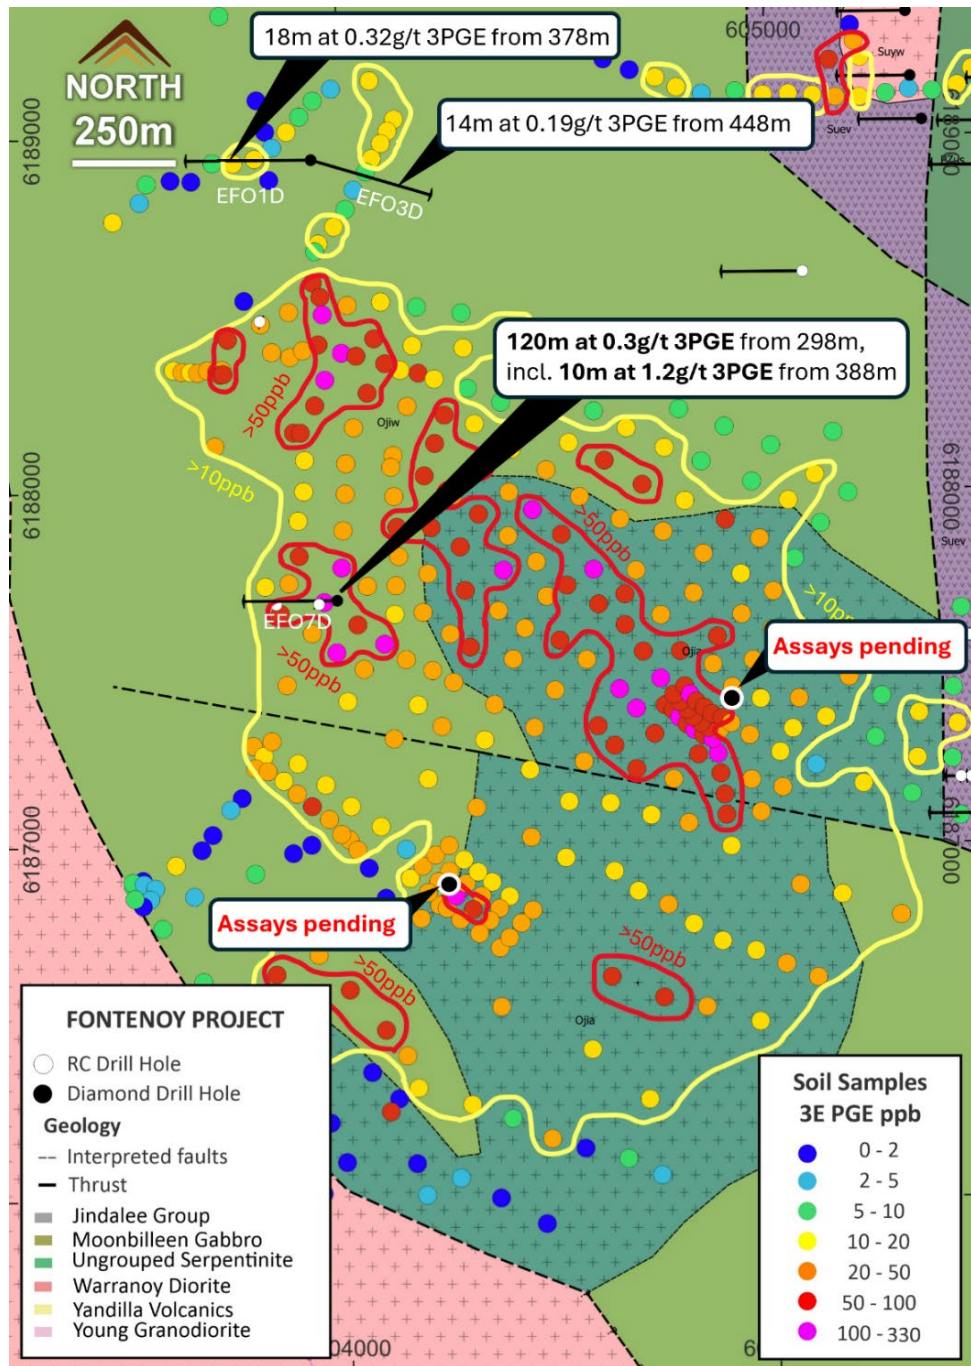 605000
18m at 0.32g/t 3PGE from 378m
Suyw
NORTH
250m
14m at 0.19g/t 3PGE from 448m
Suev
6189000
6189000
EFO1D
EFO3D
120m at 0.3g/t 3PGE from 298m,
incl. 10m at 1.2g/t 3PGE from 388m
>50ppb
Ojiw
>10ppb
6188000
6188000
>50ppb
Suev
>10pp
EFO7D
Ojia
Assays pending
>50ppb
6187000
6187000
Assays pending
>50ppb
>50ppb
Ojia
FONTENOY PROJECT
RC Drill Hole
Diamond Drill Hole
Geology
Interpreted faults
Thrust
Jindalee Group
Moonbilleen Gabbro
Ungrouped Serpentinite
Warranoy Diorite
Yandilla Volcanics
Young Granodiorite
Soil Samples
3E PGE ppb
0 - 2
2 - 5
5 - 10
10 - 20
20 - 50
50 - 100
100 - 330
04000